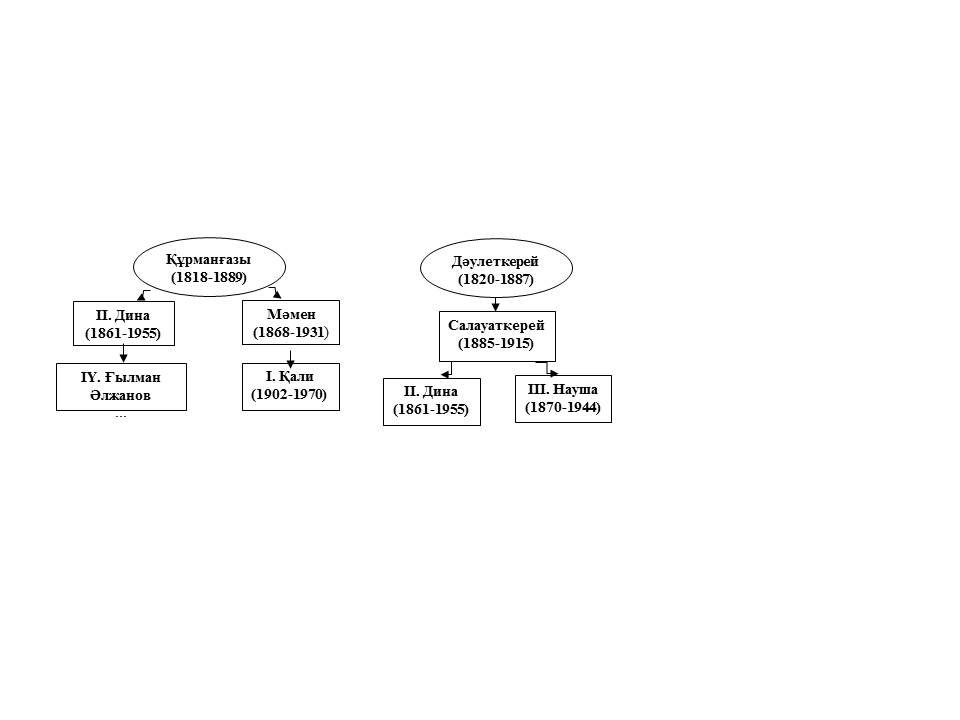 Құрманғазы
(1818-1889)
ІІ. Дина
(1861-1955)
Мәмен
(1868-1931)
ІҮ. Ғылман
Әлжанов
...
І. Қали
(1902-1970)
Дәулеткерей
(1820-1887)
Салауаткерей
(1885-1915)
ІІ. Дина
(1861-1955)
ІІІ. Науша
(1870-1944)